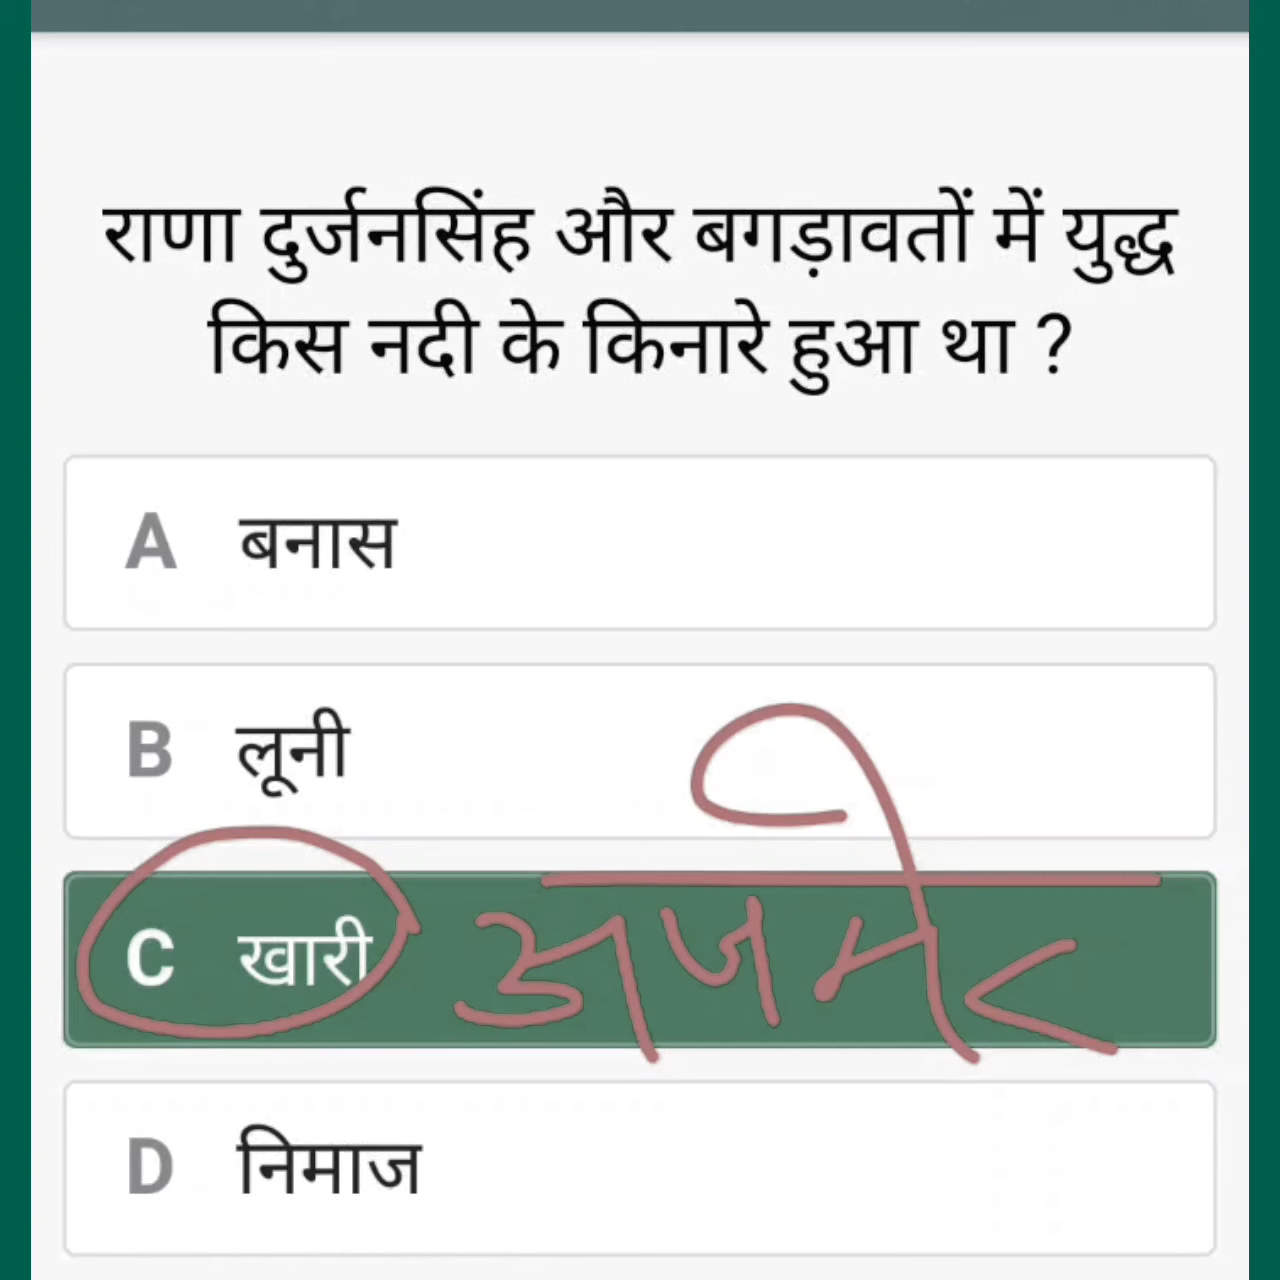 राणा दुर्जनसिंह और बगड़ावतों में युद्ध
किस नदी के किनारे हुआ था ?
A बनास
B लूनी
C खारी अजमेर
D निमाज